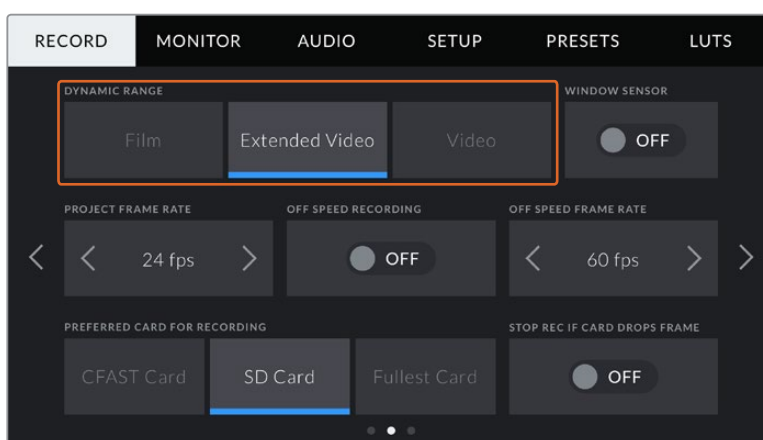 RECORD MONITOR AUDIO SETUP PRESETS LUTS
DYNAMIC RANGE WINDOW SENSOR
Film Extended Video Video OFF
PROJECT FRAME RATE OFF SPEED RECORDING OFF SPEED FRAME RATE
24 fps OFF 60 fps
PREFERRED CARD FOR RECORDING STOP REC IF CARD DROPS FRAME
CFAST Card SD Card Fullest Card OFF